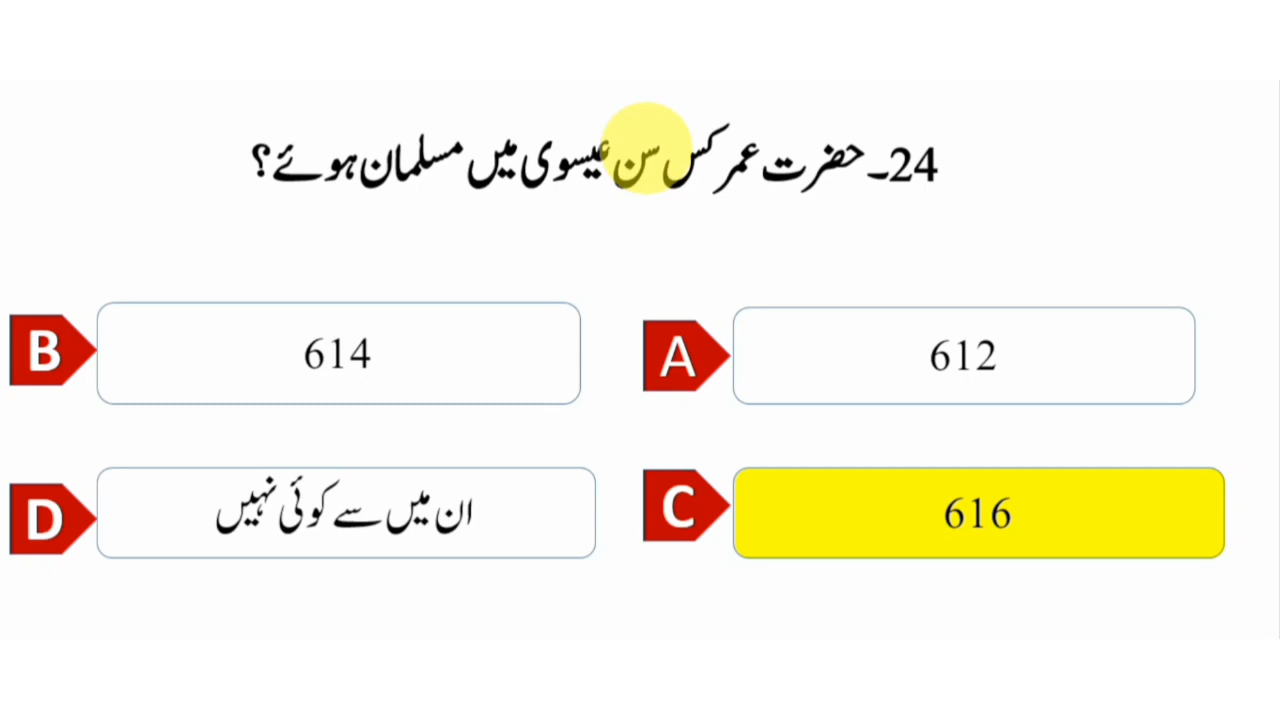 24۔ حضرت عمر کس سن عیسوی میں مسلمان ہوئے؟
A 612
B 614
C 616
D ان میں سے کوئی نہیں